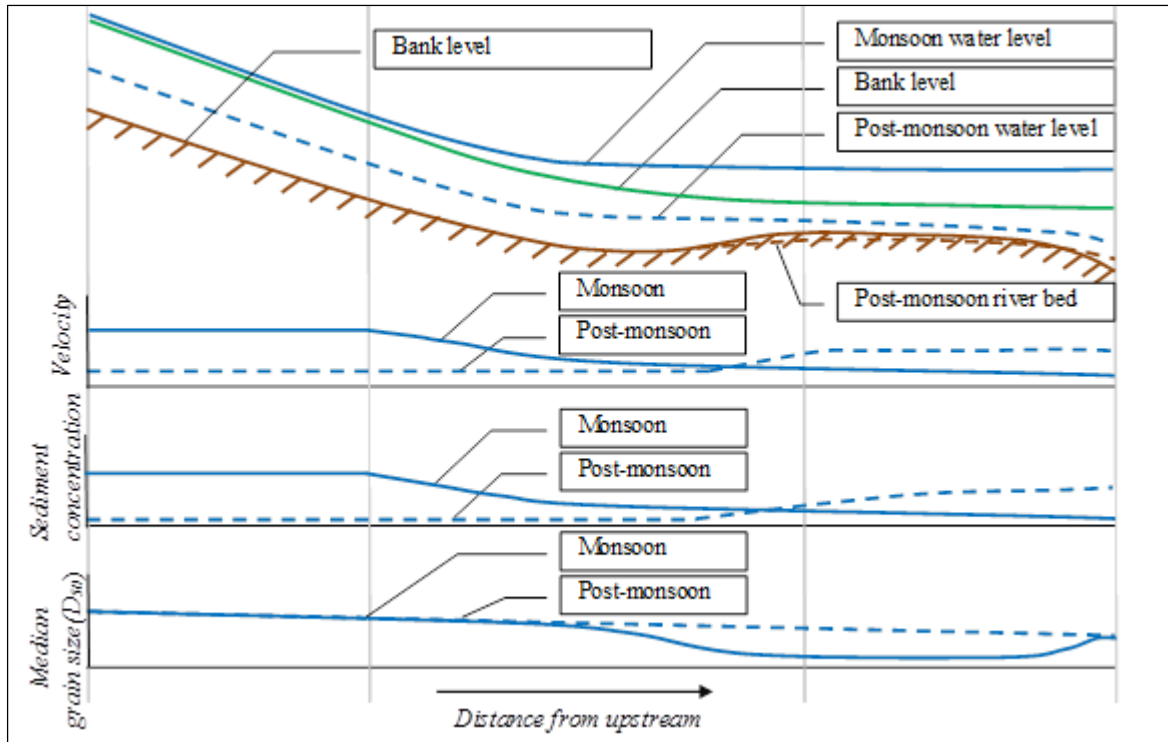 Bank level
Monsoon water level
Bank level
Post-monsoon water level
Post-monsoon river bed
Velocity
Monsoon
Post-monsoon
Sediment
concentration
Monsoon
Post-monsoon
Median
grain size (D50)
Monsoon
Post-monsoon
Distance from upstream